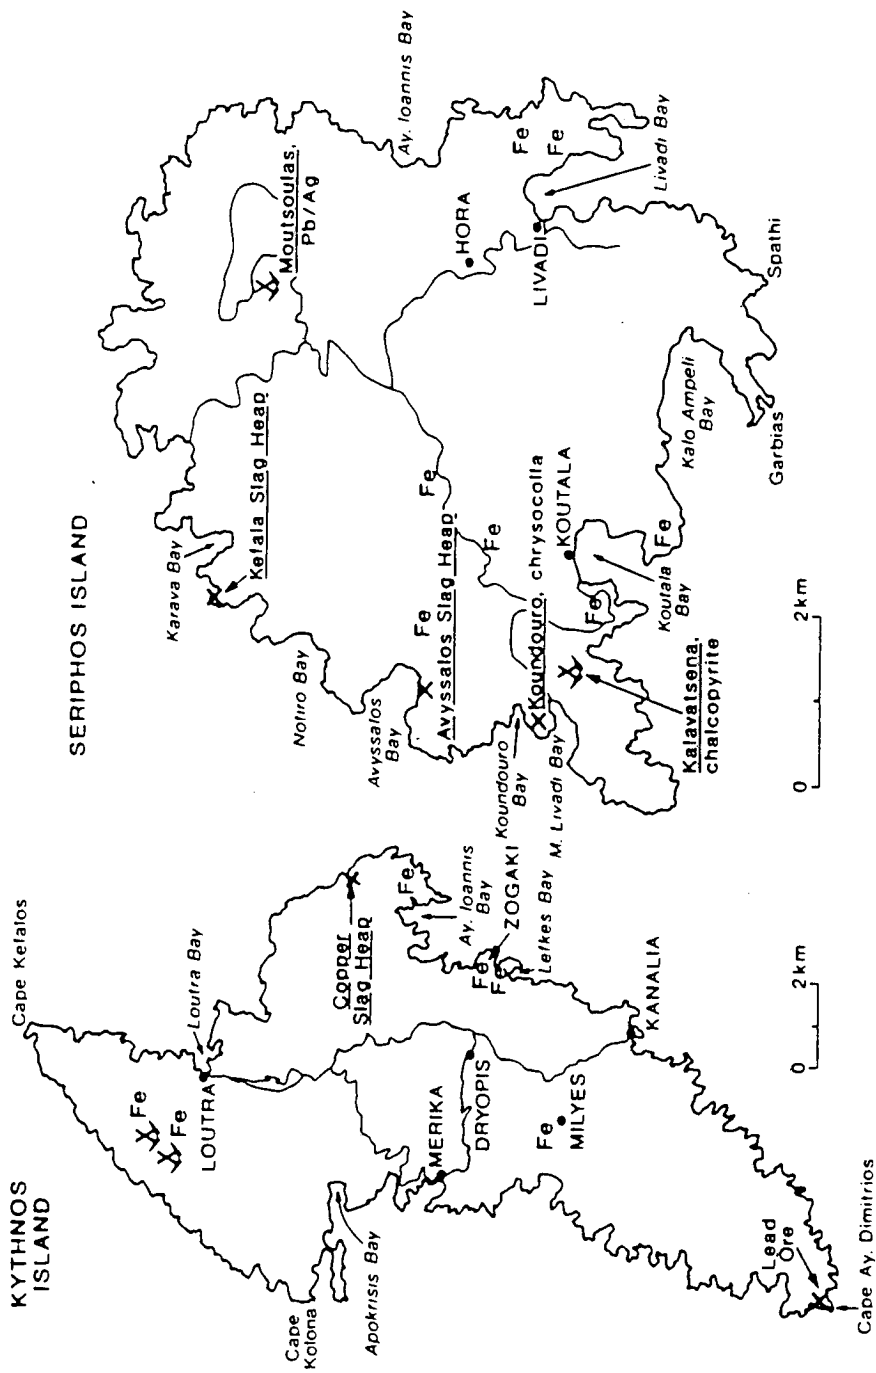 KYTHNOS
ISLAND
Cape Kefalos
Loutra Bay
Fe
Fe
LOUTRA
Cape
Kolona
Apokrisis Bay
MERIKA
DRYOPIS
Fe
MILYES
KANALIA
Lead
Ore
Cape Ay. Dimitrios
Copper
Slag Heap
Fe
Ay. Ioannis
Bay
ZOGAKI
Fe
Fe
Lefkes Bay
0
2km
SERIPHOS ISLAND
Karava Bay
Kefala Slag Heap
Notiro Bay
Avyssalos
Bay
Fe
Avyssalos Slag Heap
Fe
Fe
Moutsoulas,
Pb/Ag
Ay. Ioannis Bay
HORA
LIVADI
Fe
Fe
Livadi Bay
Spathi
Garbias
Kalo Ampeli
Bay
Koundouro, chrysocolla
KOUTALA
Fe
Fe
Koutala
Bay
Koundouro
Bay
M. Livadi Bay
Kalavatsena,
chalcopyrite
0
2km